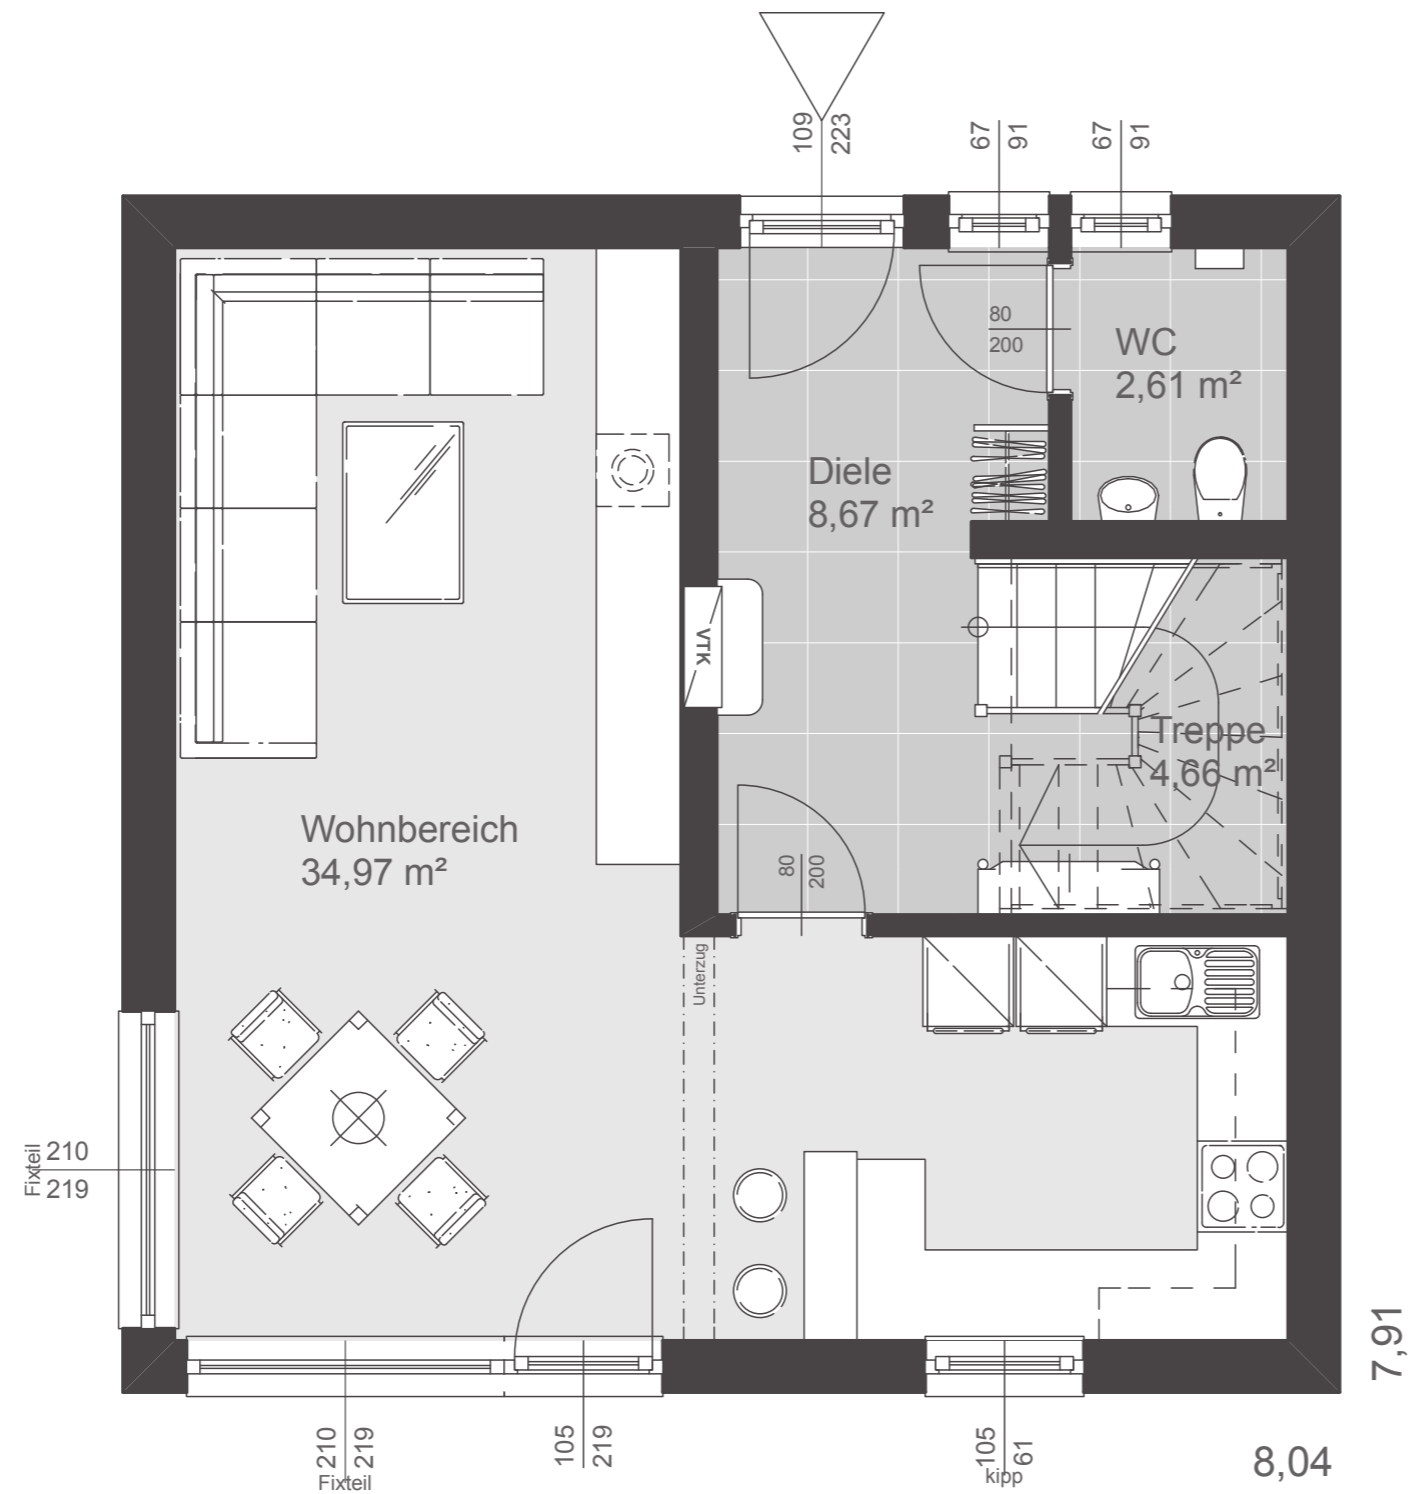 109
223
67
91
67
91
80
200
WC
2,61 m²
Diele
8,67 m²
VTK
Treppe
4,66 m²
Wohnbereich
34,97 m²
80
200
Unterzug
Fixteil
210
219
210
219
Fixteil
105
219
105
61
kipp
7,91
8,04